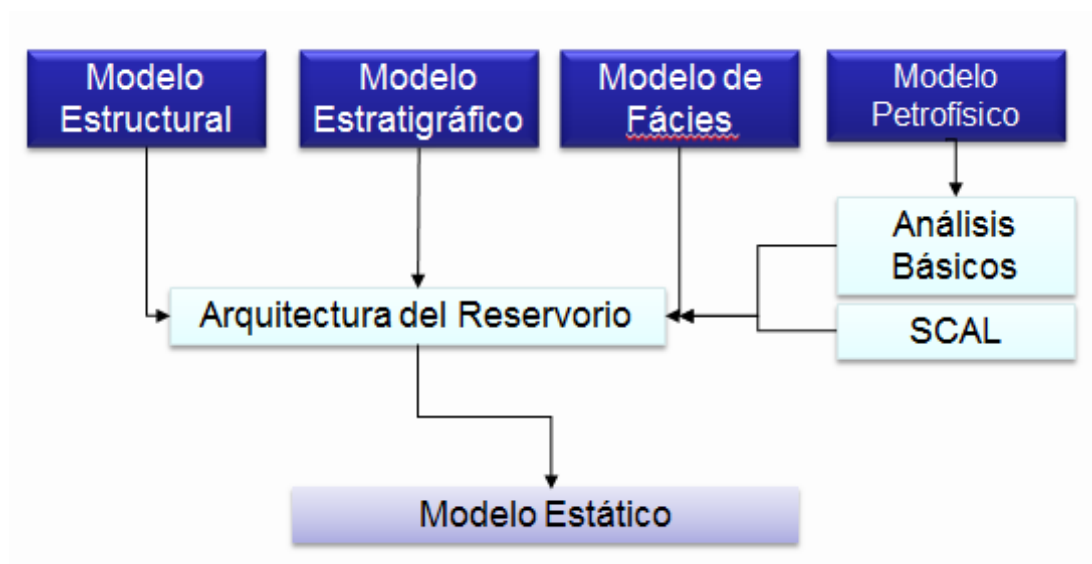 Modelo
Estructural
Modelo
Estratigráfico
Modelo de
Fácies
Modelo
Petrofísico
Análisis
Básicos
Arquitectura del Reservorio
SCAL
Modelo Estático